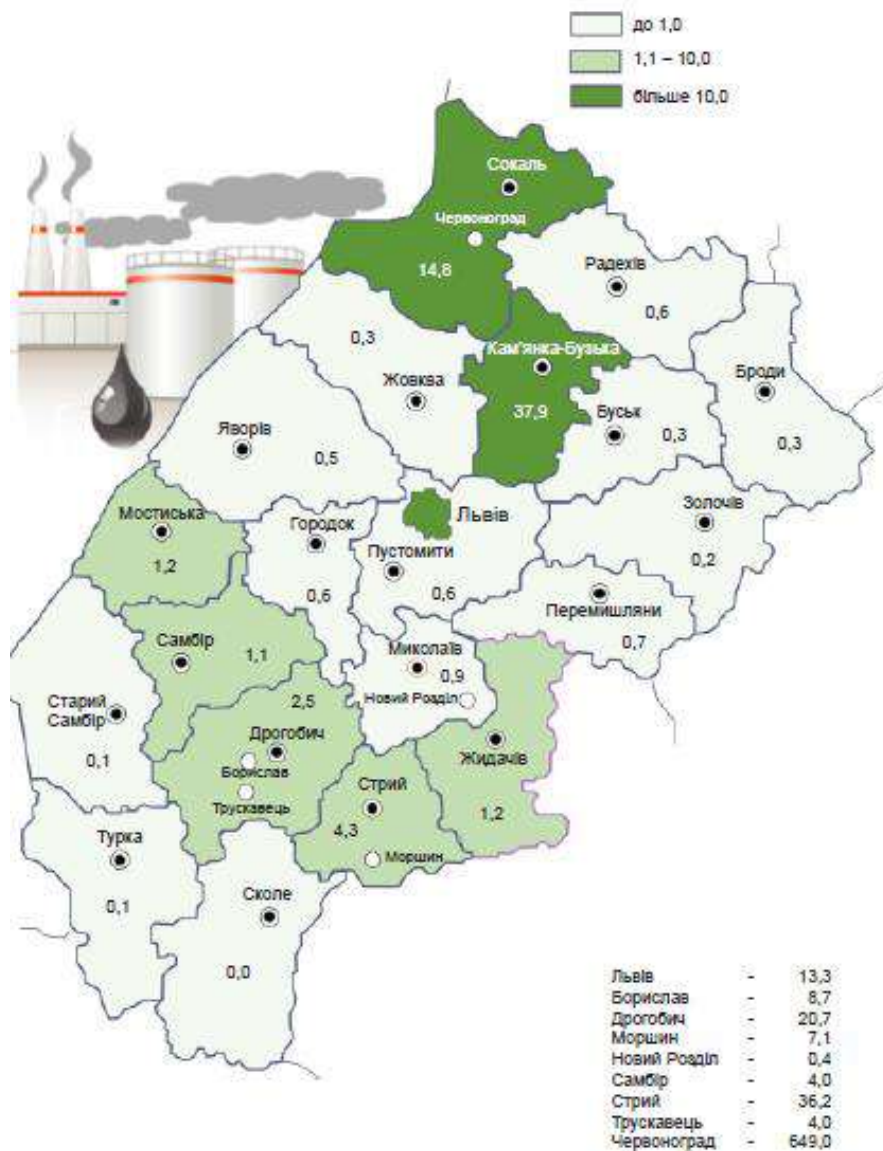 до 1,0
1,1 – 10,0
більше 10,0
Сокаль
Червоноград
14,8
Радехів
0,6
0,3
Жовква
Кам'янка-Бузька
37,9
Броди
0,3
Буськ
0,3
Яворів
0,5
Мостиська
1,2
Городок
0,6
Львів
Пустомити
0,6
Золочів
0,2
Перемишляни
0,7
Самбір
1,1
Миколаїв
0,9
Новий Розділ
Старий
Самбір
0,1
2,5
Дрогобич
Борислав
Трускавець
Стрий
4,3
Моршин
Жидачів
1,2
Турка
0,1
Сколе
0,0
Львів - 13,3
Борислав - 8,7
Дрогобич - 20,7
Моршин - 7,1
Новий Розділ - 0,4
Самбір - 4,0
Стрий - 36,2
Трускавець - 4,0
Червоноград - 649,0